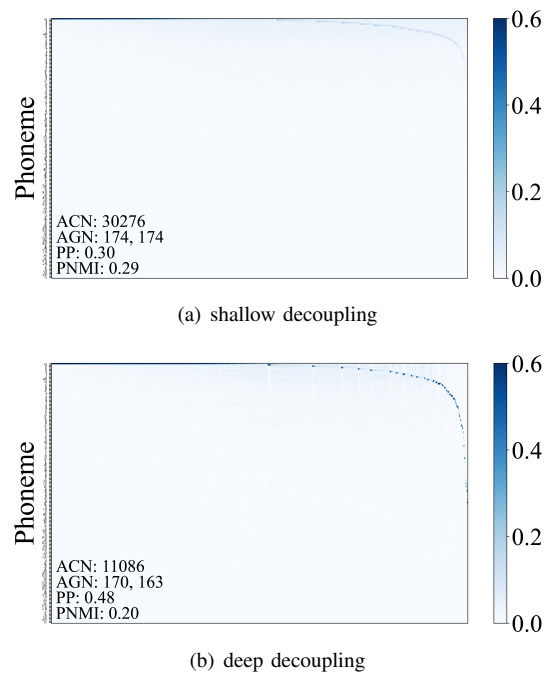 0.6
0.4
0.2
0.0
Phoneme
ACN: 30276
AGN: 174, 174
PP: 0.30
PNMI: 0.29
(a) shallow decoupling
0.6
0.4
0.2
0.0
Phoneme
ACN: 11086
AGN: 170, 163
PP: 0.48
PNMI: 0.20
(b) deep decoupling